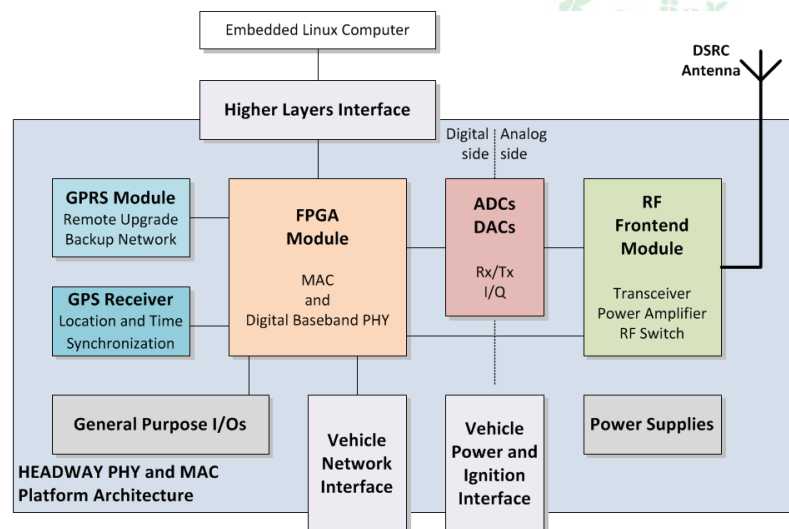 Embedded Linux Computer
DSRC
Antenna
Higher Layers Interface
Digital Analog
side side
GPRS Module
Remote Upgrade
Backup Network
FPGA
Module
MAC
and
Digital Baseband PHY
ADCs
DACs
Rx/Tx
I/Q
RF
Frontend
Module
Transceiver
Power Amplifier
RF Switch
GPS Receiver
Location and Time
Synchronization
General Purpose I/Os
Vehicle
Network
Interface
Vehicle
Power and
Ignition
Interface
Power Supplies
HEADWAY PHY and MAC
Platform Architecture